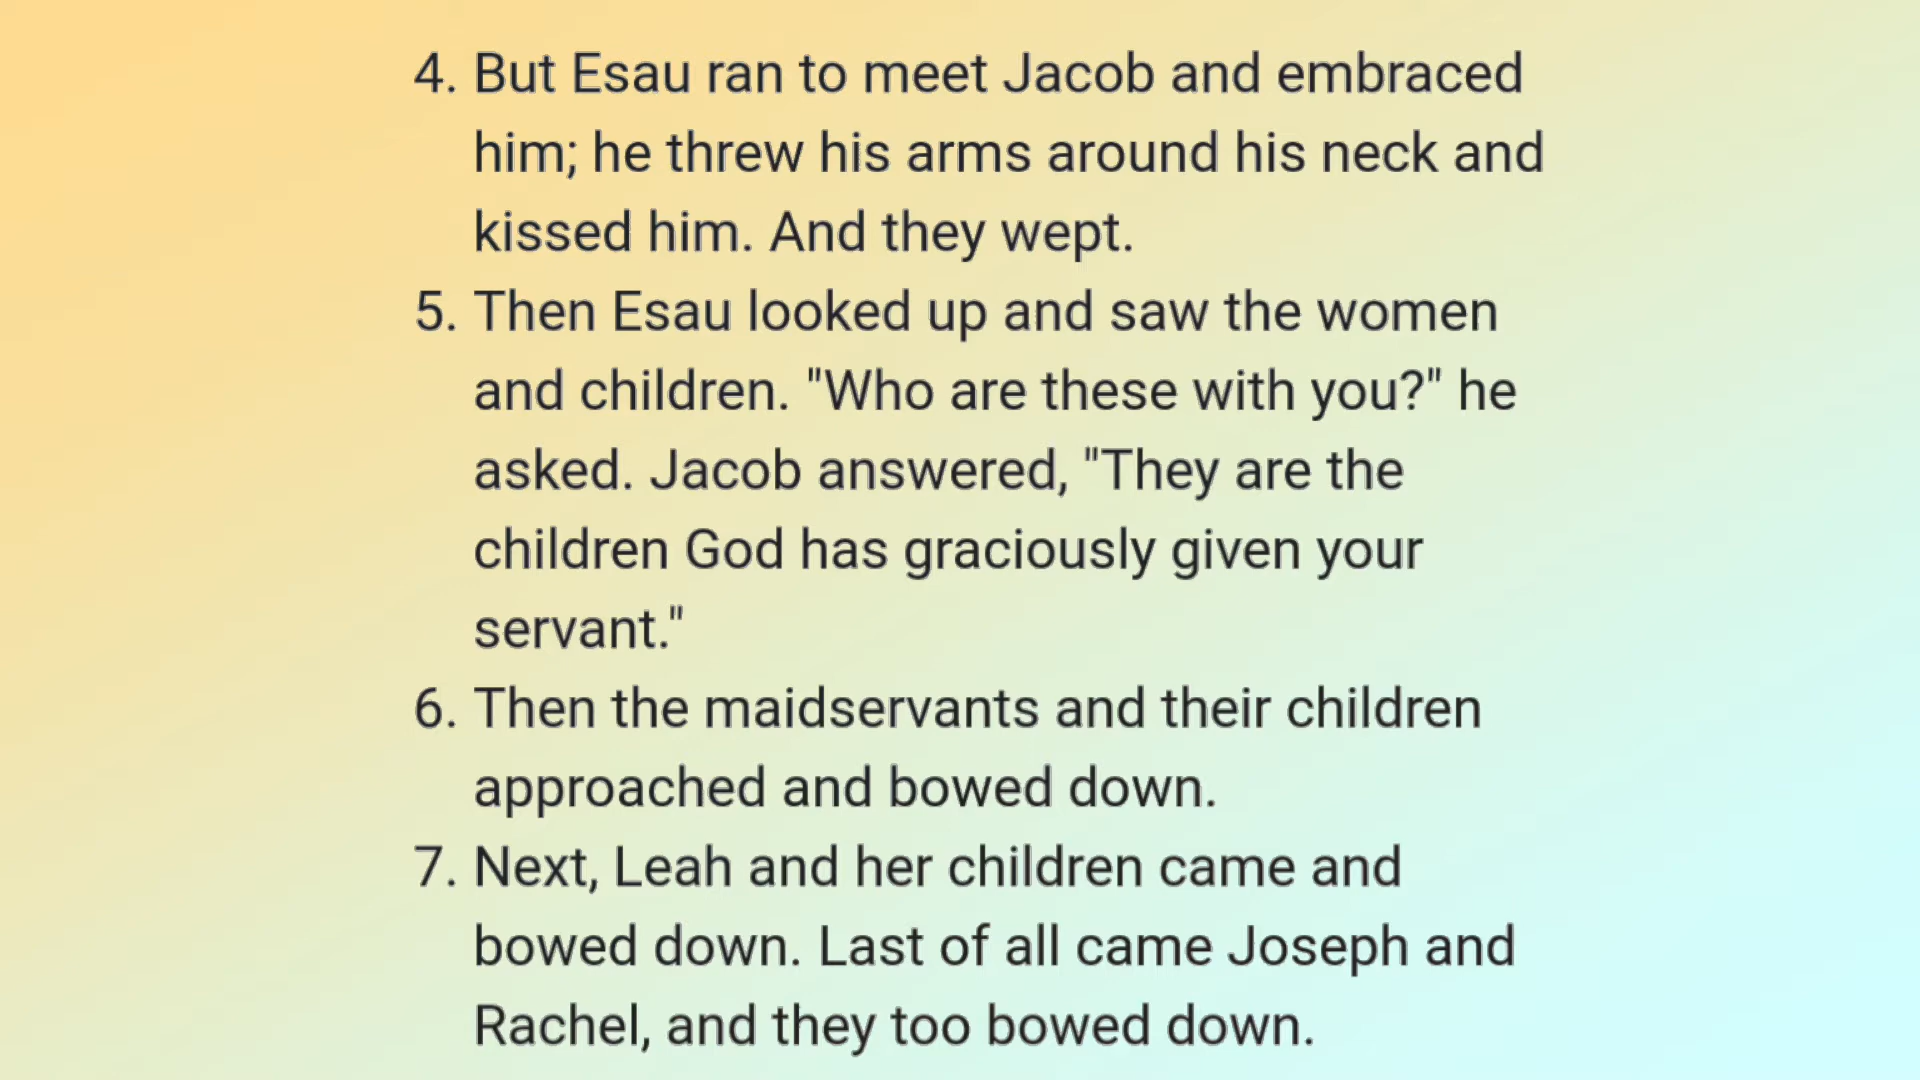 4. But Esau ran to meet Jacob and embraced
him; he threw his arms around his neck and
kissed him. And they wept.
5. Then Esau looked up and saw the women
and children. "Who are these with you?" he
asked. Jacob answered, "They are the
children God has graciously given your
servant."
6. Then the maidservants and their children
approached and bowed down.
7. Next, Leah and her children came and
bowed down. Last of all came Joseph and
Rachel, and they too bowed down.